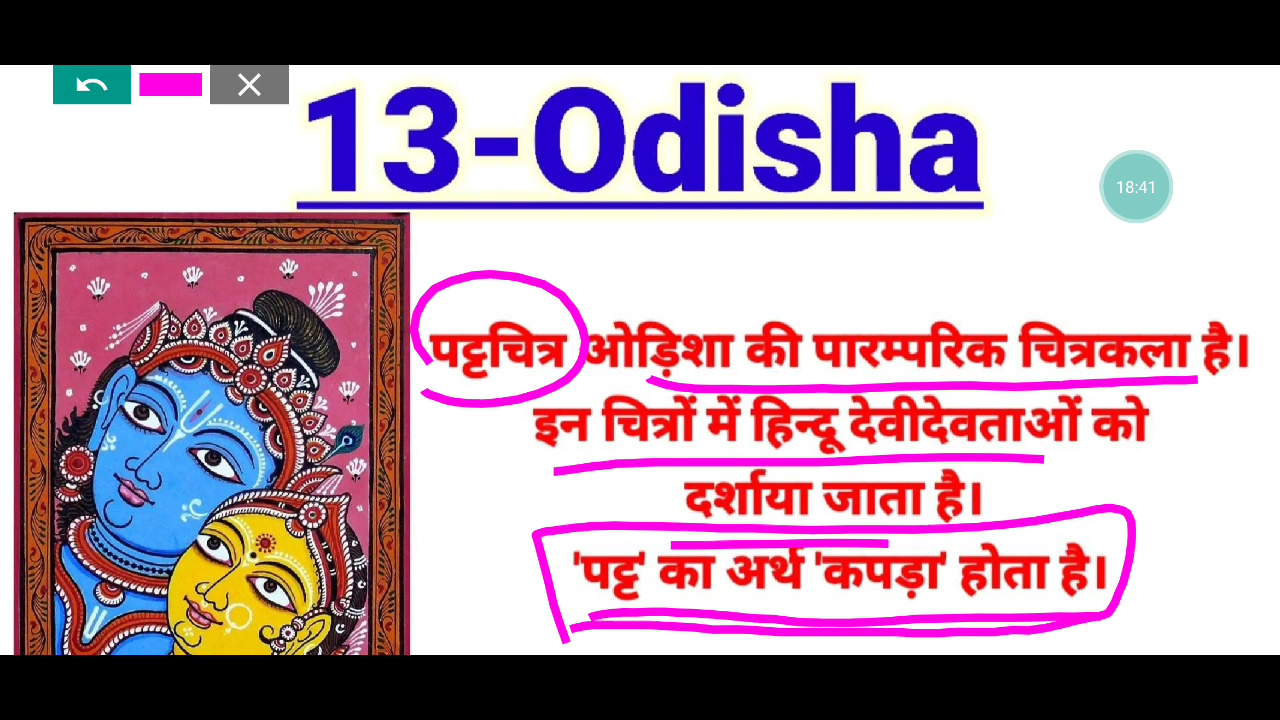 13-Odisha
18:41
पट्टचित्र ओड़िशा की पारम्परिक चित्रकला है।
इन चित्रों में हिन्दू देवीदेवताओं को
दर्शाया जाता है।
'पट्ट' का अर्थ 'कपड़ा' होता है।